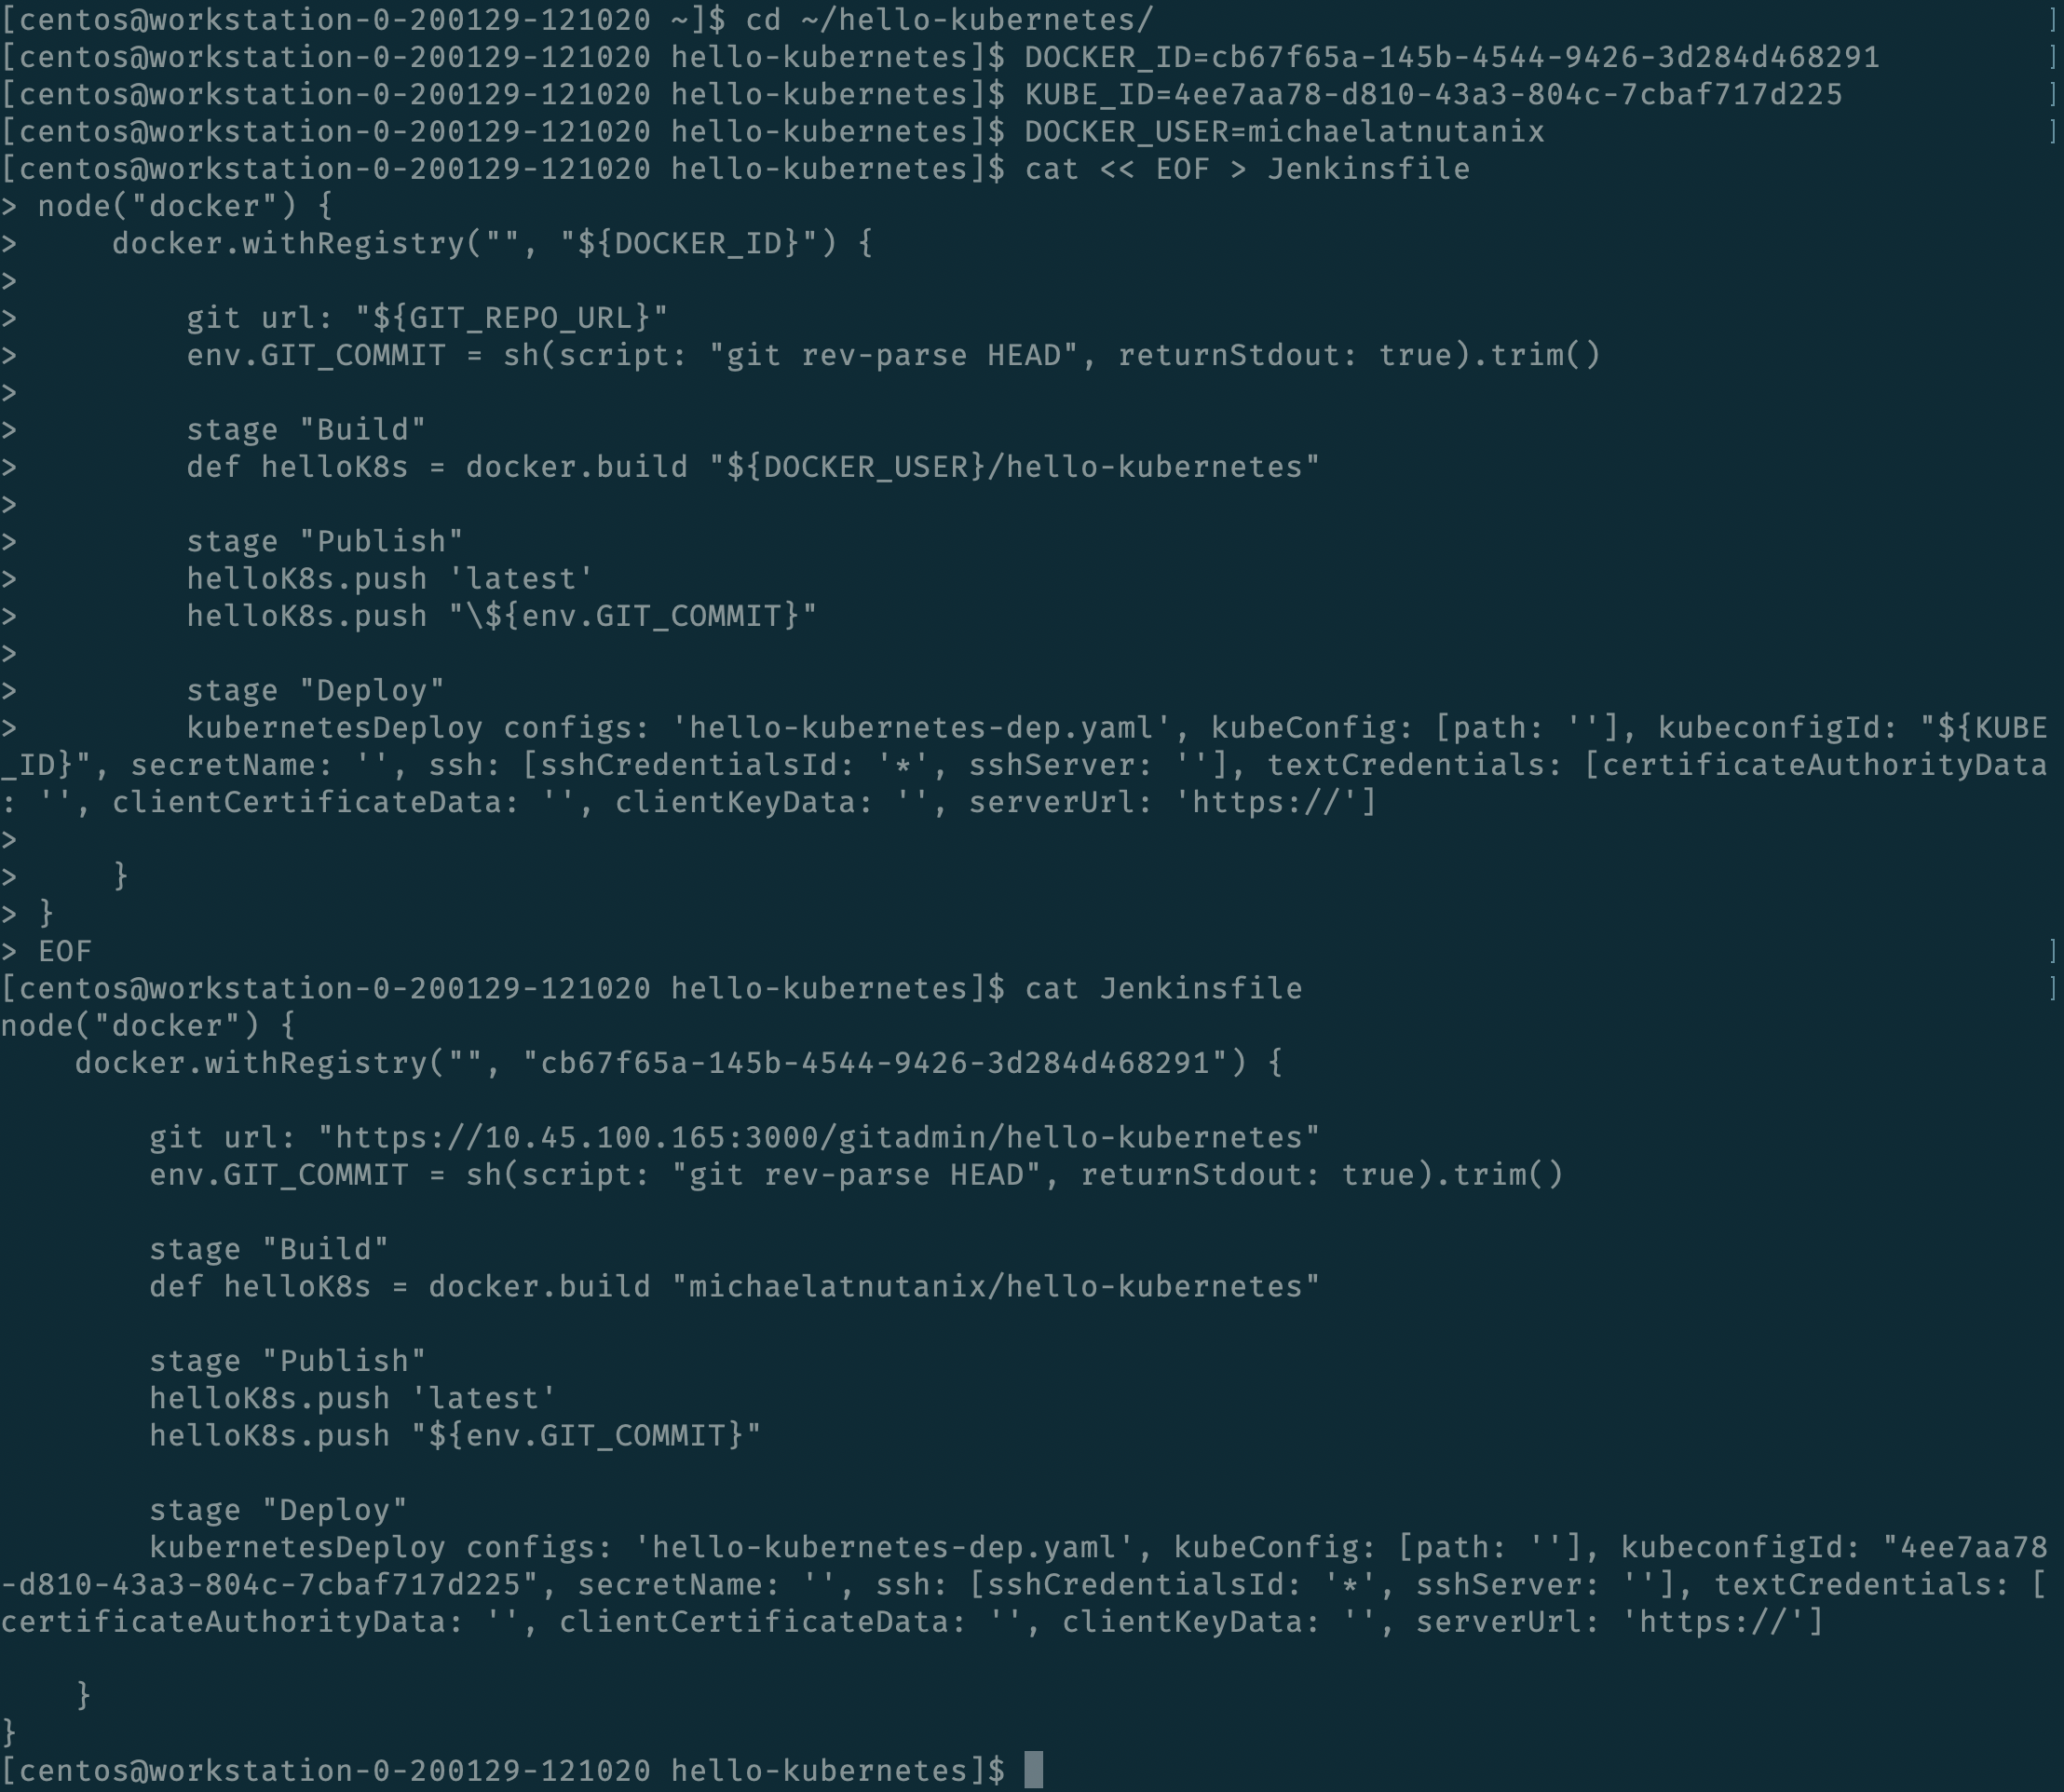 [centos@workstation-0-200129-121020 ~]$ cd ~/hello-kubernetes/ ]
[centos@workstation-0-200129-121020 hello-kubernetes]$ DOCKER_ID=cb67f65a-145b-4544-9426-3d284d468291 ]
[centos@workstation-0-200129-121020 hello-kubernetes]$ KUBE_ID=4ee7aa78-d810-43a3-804c-7cbaf717d225 ]
[centos@workstation-0-200129-121020 hello-kubernetes]$ DOCKER_USER=michaelatnutanix ]
[centos@workstation-0-200129-121020 hello-kubernetes]$ cat << EOF > Jenkinsfile
> node("docker") {
>     docker.withRegistry("", "${DOCKER_ID}") {
>
>         git url: "${GIT_REPO_URL}"
>         env.GIT_COMMIT = sh(script: "git rev-parse HEAD", returnStdout: true).trim()
>
>         stage "Build"
>         def helloK8s = docker.build "${DOCKER_USER}/hello-kubernetes"
>
>         stage "Publish"
>         helloK8s.push 'latest'
>         helloK8s.push "\${env.GIT_COMMIT}"
>
>         stage "Deploy"
>         kubernetesDeploy configs: 'hello-kubernetes-dep.yaml', kubeConfig: [path: ''], kubeconfigId: "${KUBE
_ID}", secretName: '', ssh: [sshCredentialsId: '*', sshServer: ''], textCredentials: [certificateAuthorityData
: '', clientCertificateData: '', clientKeyData: '', serverUrl: 'https://']
>
>     }
> }
> EOF ]
[centos@workstation-0-200129-121020 hello-kubernetes]$ cat Jenkinsfile ]
node("docker") {
    docker.withRegistry("", "cb67f65a-145b-4544-9426-3d284d468291") {

        git url: "https://10.45.100.165:3000/gitadmin/hello-kubernetes"
        env.GIT_COMMIT = sh(script: "git rev-parse HEAD", returnStdout: true).trim()

        stage "Build"
        def helloK8s = docker.build "michaelatnutanix/hello-kubernetes"

        stage "Publish"
        helloK8s.push 'latest'
        helloK8s.push "${env.GIT_COMMIT}"

        stage "Deploy"
        kubernetesDeploy configs: 'hello-kubernetes-dep.yaml', kubeConfig: [path: ''], kubeconfigId: "4ee7aa78
-d810-43a3-804c-7cbaf717d225", secretName: '', ssh: [sshCredentialsId: '*', sshServer: ''], textCredentials: [
certificateAuthorityData: '', clientCertificateData: '', clientKeyData: '', serverUrl: 'https://']

    }
}
[centos@workstation-0-200129-121020 hello-kubernetes]$